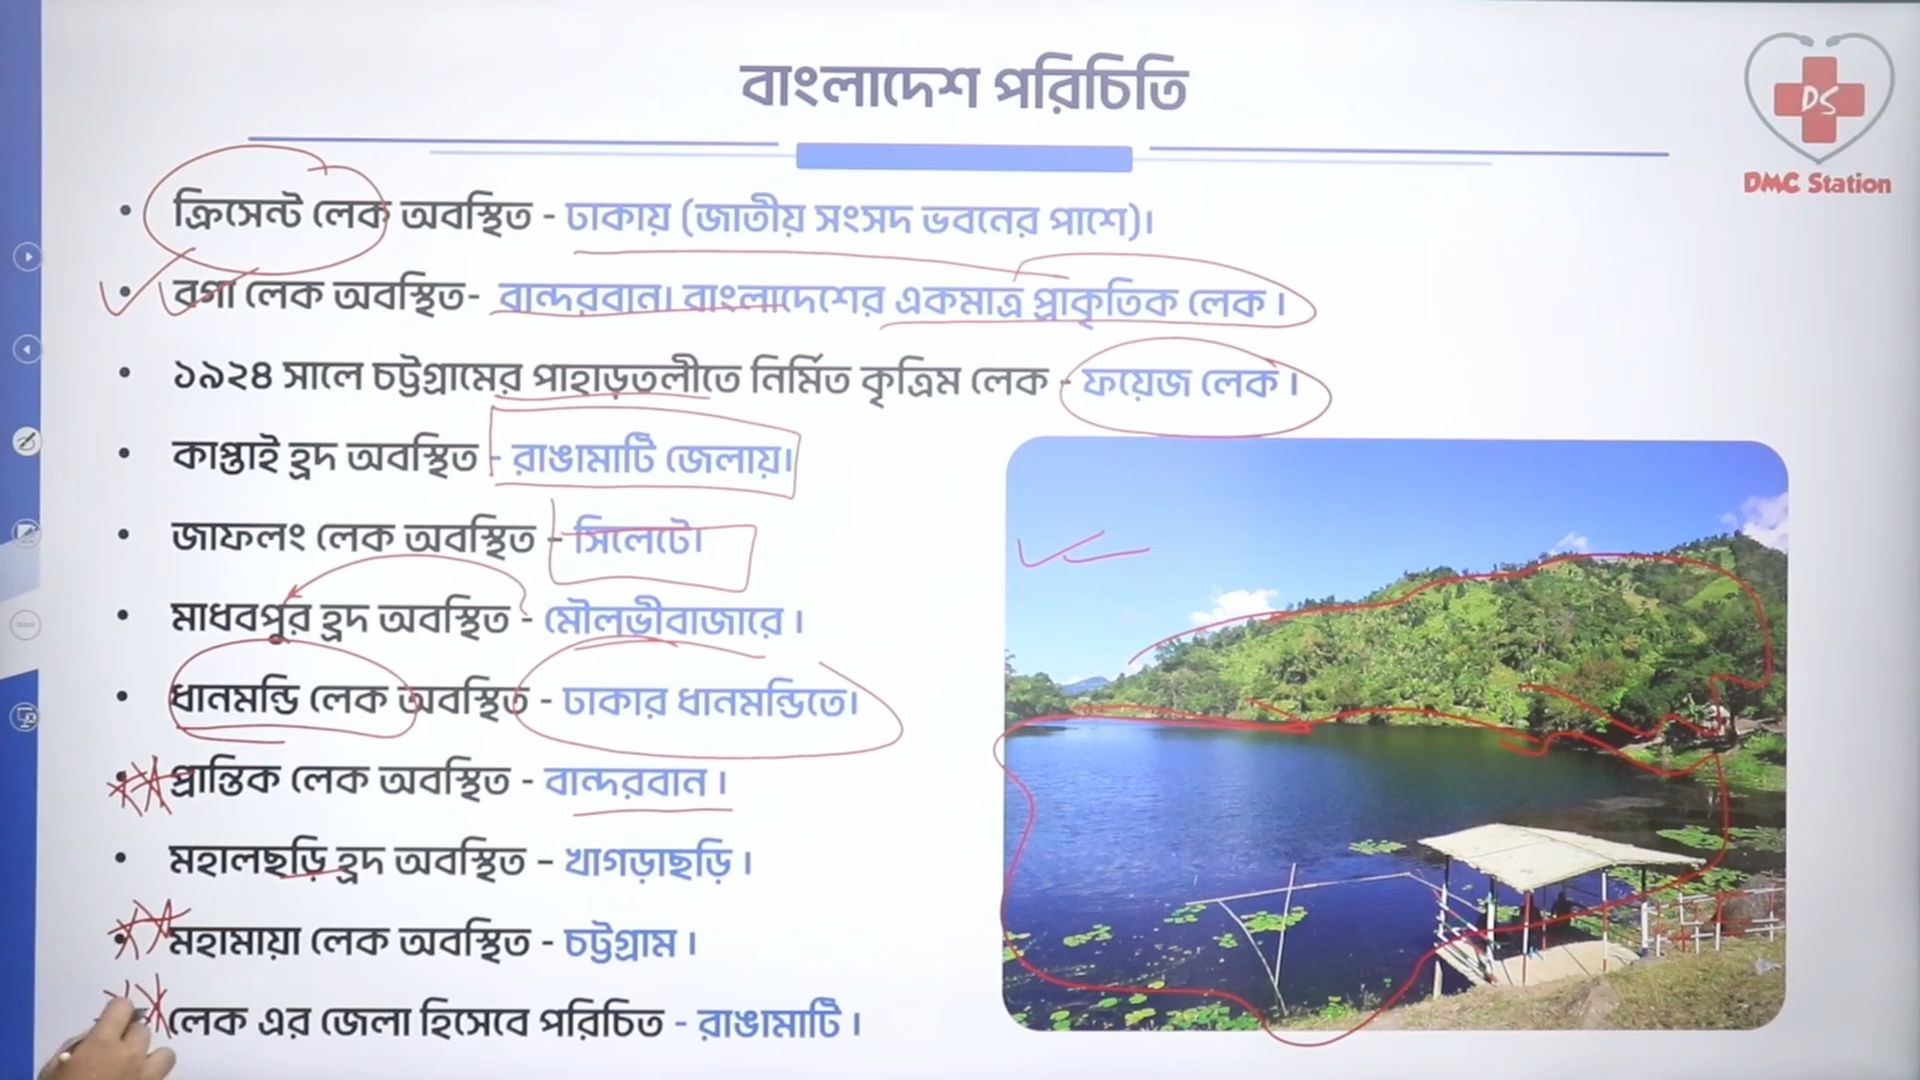 বাংলাদেশ পরিচিতি
DS
DMC Station
• ক্রিসেন্ট লেক অবস্থিত - ঢাকায় (জাতীয় সংসদ ভবনের পাশে)।
• বগা লেক অবস্থিত- বান্দরবান। বাংলাদেশের একমাত্র প্রাকৃতিক লেক।
• ১৯২৪ সালে চট্টগ্রামের পাহাড়তলীতে নির্মিত কৃত্রিম লেক - ফয়েজ লেক।
• কাপ্তাই হ্রদ অবস্থিত - রাঙামাটি জেলায়।
• জাফলং লেক অবস্থিত - সিলেটে।
• মাধবপুর হ্রদ অবস্থিত - মৌলভীবাজারে।
• ধানমন্ডি লেক অবস্থিত - ঢাকার ধানমন্ডিতে।
• প্রান্তিক লেক অবস্থিত - বান্দরবান।
• মহালছড়ি হ্রদ অবস্থিত – খাগড়াছড়ি।
• মহামায়া লেক অবস্থিত - চট্টগ্রাম।
লেক এর জেলা হিসেবে পরিচিত - রাঙামাটি।